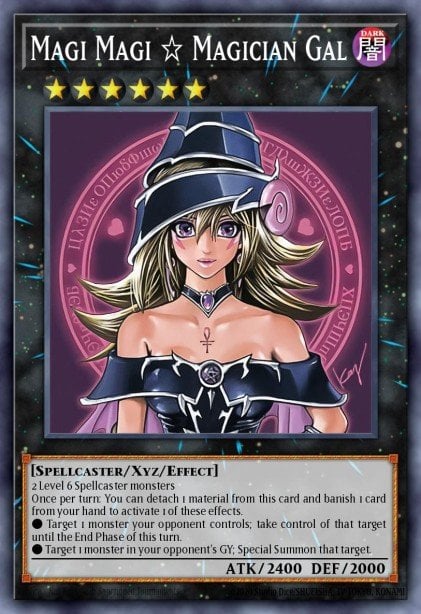 Magi Magi ☆ Magician Gal
DARK
闇
[Spellcaster/Xyz/Effect]
2 Level 6 Spellcaster monsters
Once per turn: You can detach 1 material from this card and banish 1 card
from your hand to activate 1 of these effects.
● Target 1 monster your opponent controls; take control of that target
until the End Phase of this turn.
● Target 1 monster in your opponent's GY; Special Summon that target.
ATK/2400 DEF/2000